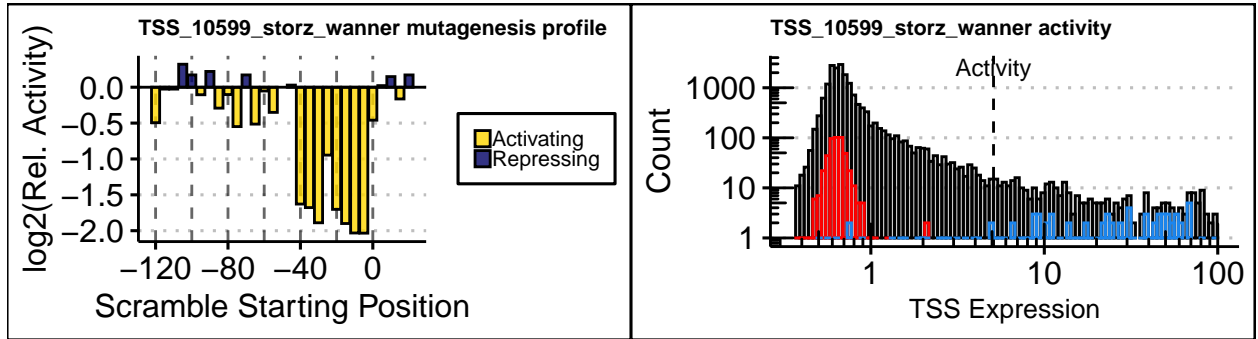 TSS_10599_storz_wanner mutagenesis profile
log2(Rel. Activity)
0.0
−0.5
−1.0
−1.5
−2.0
−120 −80 −40 0
Scramble Starting Position
Activating
Repressing
TSS_10599_storz_wanner activity
Activity
Count
1000
100
10
1
1 10 100
TSS Expression